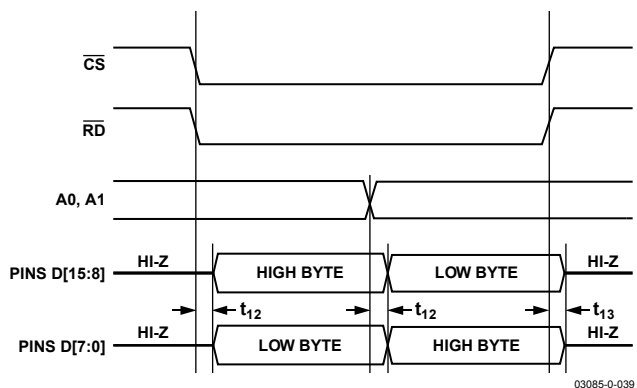 CS
RD
A0, A1
PINS D[15:8] HI-Z HIGH BYTE LOW BYTE HI-Z
t12 t12 t13
PINS D[7:0] HI-Z LOW BYTE HIGH BYTE HI-Z
03085-0-039